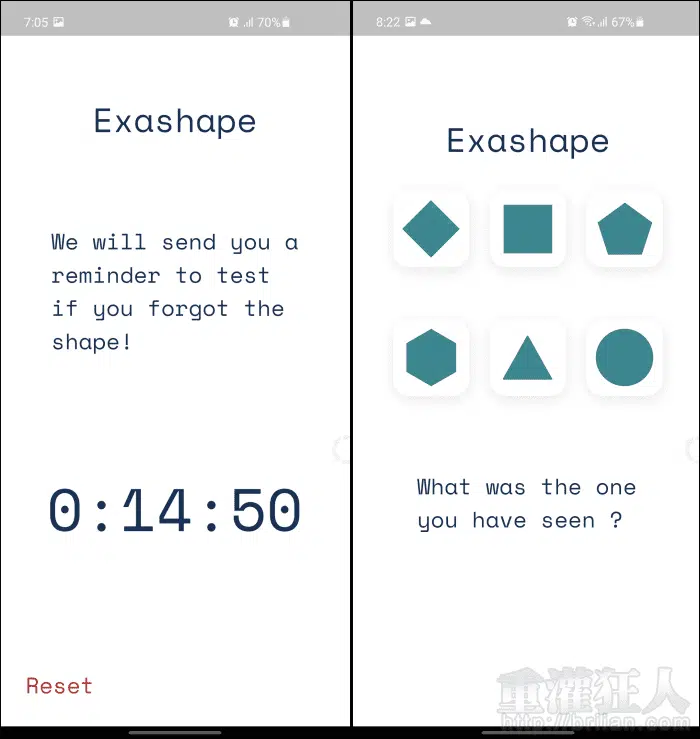 7:05
70%
Exashape
We will send you a
reminder to test
if you forgot the
shape!
0:14:50
Reset
8:22
67%
Exashape
What was the one
you have seen ?
重灌狂人
http://briian.com